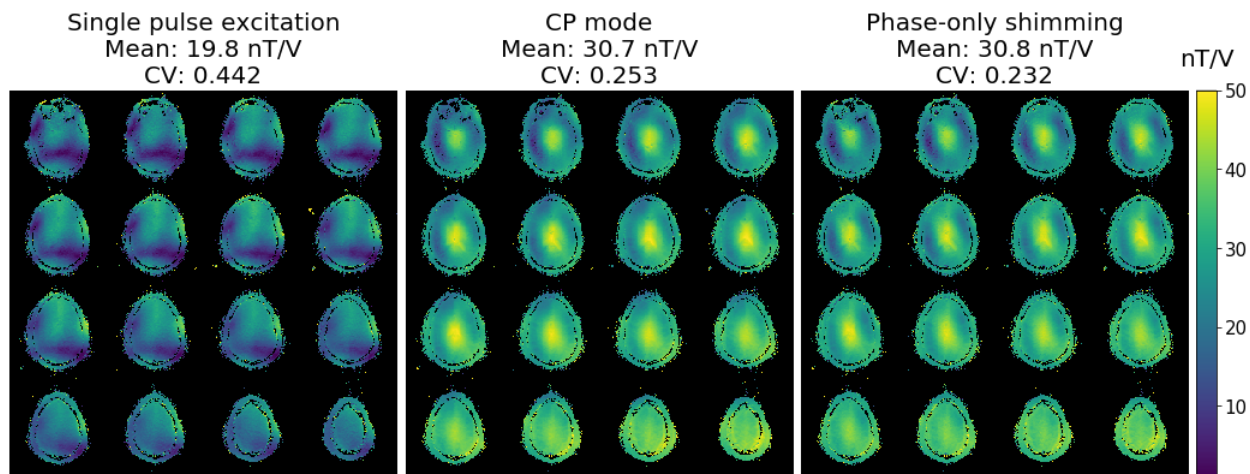 Single pulse excitation
Mean: 19.8 nT/V
CV: 0.442
CP mode
Mean: 30.7 nT/V
CV: 0.253
Phase-only shimming
Mean: 30.8 nT/V
CV: 0.232
nT/V
50
40
30
20
10